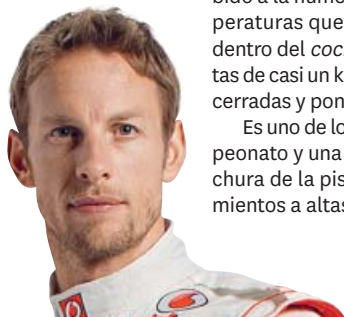 bido a la hume
peraturas que
dentro del coc
tas de casi un k
cerradas y pon
Es uno de lo
peonato y una
chura de la pis
mientos a altas